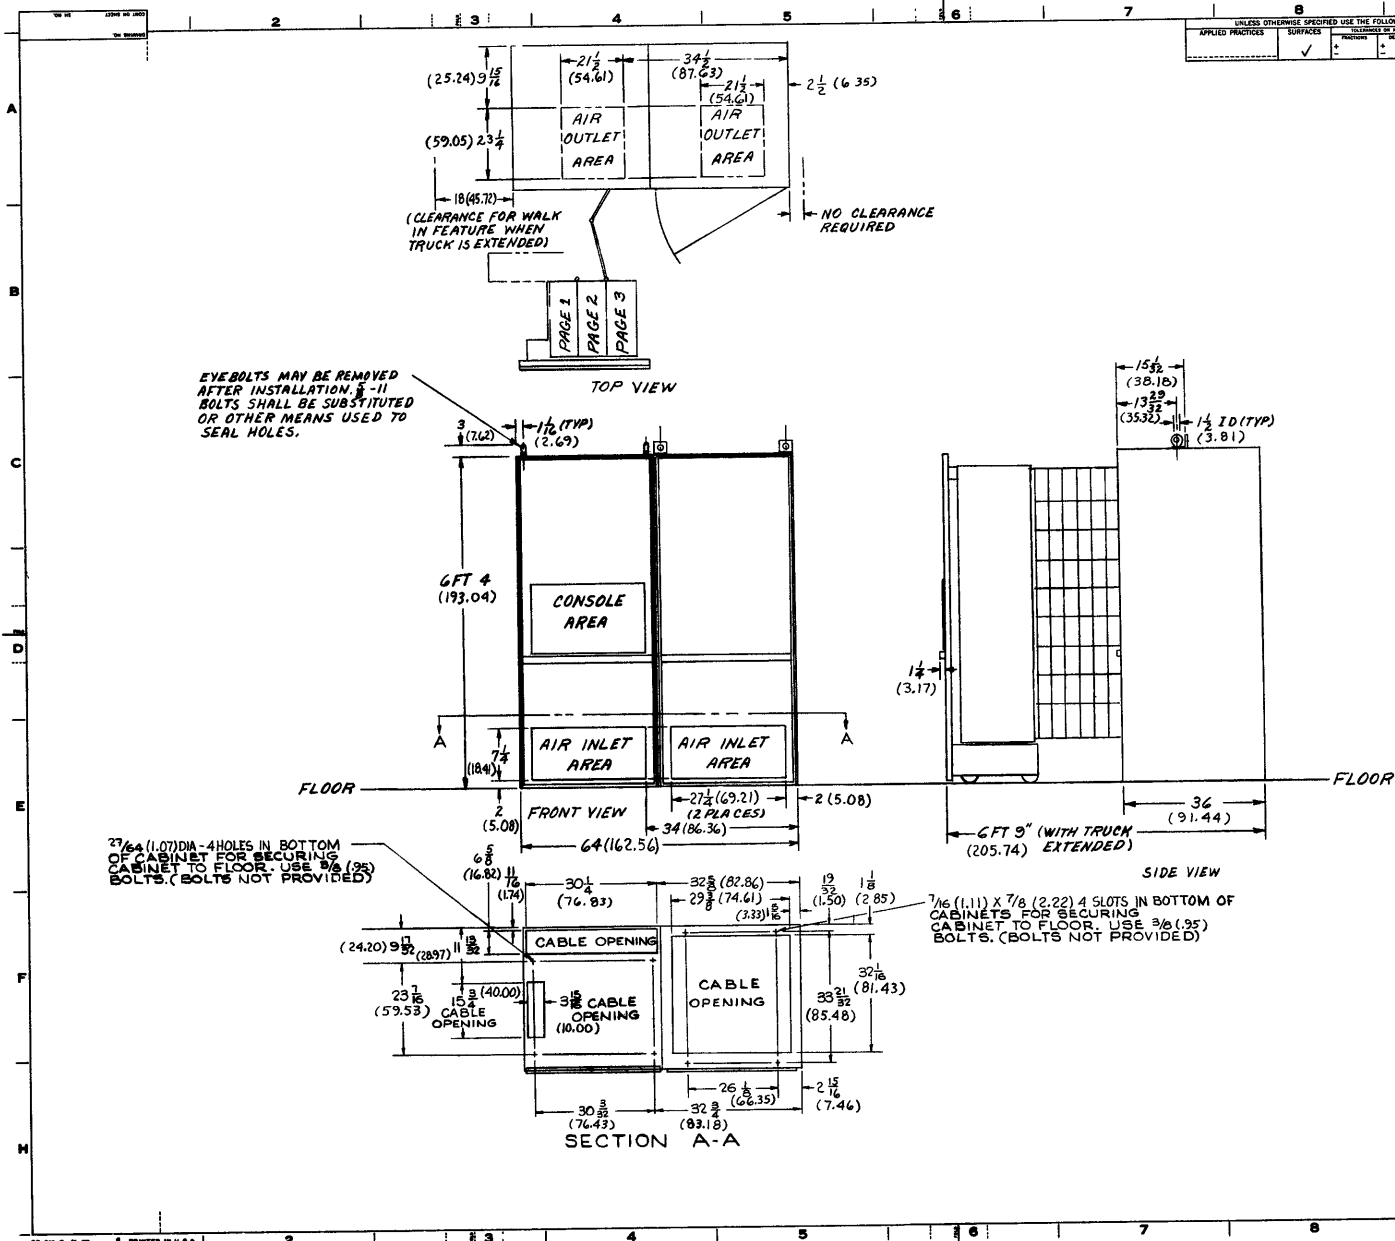 2 3 4 5 6 7 8
CONT ON SHEET SH NO.
DRAWING NO.
UNLESS OTHERWISE SPECIFIED USE THE FOLLOW
APPLIED PRACTICES SURFACES TOLERANCES ON
FRACTIONS
√ + - + -
A
B
C
D
E
F
H
(25.24) 9 15/16
21 1/2
(54.61)
34 1/2
(87.63)
21 1/2
(54.61)
2 1/2 (6.35)
(59.05) 23 1/4
AIR
OUTLET
AREA
AIR
OUTLET
AREA
18 (45.72)
(CLEARANCE FOR WALK
IN FEATURE WHEN
TRUCK IS EXTENDED)
NO CLEARANCE
REQUIRED
PAGE 1
PAGE 2
PAGE 3
TOP VIEW
EYEBOLTS MAY BE REMOVED
AFTER INSTALLATION. 5/8 -11
BOLTS SHALL BE SUBSTITUTED
OR OTHER MEANS USED TO
SEAL HOLES.
3
(7.62)
1 1/16 (TYP)
(2.69)
15 1/32
(38.18)
13 29/32
(35.32)
1 1/2 ID (TYP)
(3.81)
6FT 4
(193.04)
CONSOLE
AREA
1 1/4
(3.17)
A
A
7 1/4
(18.41)
AIR INLET
AREA
AIR INLET
AREA
FLOOR
FLOOR
2
(5.08)
FRONT VIEW
27 1/4 (69.21)
(2 PLACES)
2 (5.08)
34 (86.36)
64 (162.56)
36
(91.44)
6FT 9" (WITH TRUCK
(205.74) EXTENDED)
SIDE VIEW
27/64 (1.07) DIA - 4 HOLES IN BOTTOM
OF CABINET FOR SECURING
CABINET TO FLOOR. USE 3/8 (.95)
BOLTS. (BOLTS NOT PROVIDED)
6 5/8
(16.82)
11/16
(1.74)
30 1/4
(76.83)
32 5/8 (82.86)
29 3/8 (74.61)
(3.33) 1 5/16
19/32
(1.50)
1 1/8
(2.85)
7/16 (1.11) X 7/8 (2.22) 4 SLOTS IN BOTTOM OF
CABINETS FOR SECURING
CABINET TO FLOOR. USE 3/8 (.95)
BOLTS. (BOLTS NOT PROVIDED)
(24.20) 9 17/32
(28.97) 11 13/32
CABLE OPENING
23 7/16
(59.53)
15 3/4 (40.00)
CABLE
OPENING
3 15/16
(10.00)
CABLE
OPENING
CABLE
OPENING
32 1/16
(81.43)
33 21/32
(85.48)
26 1/8
(66.35)
2 15/16
(7.46)
30 3/32
(76.43)
32 3/4
(83.18)
SECTION A-A
2 3 4 5 6 7 8